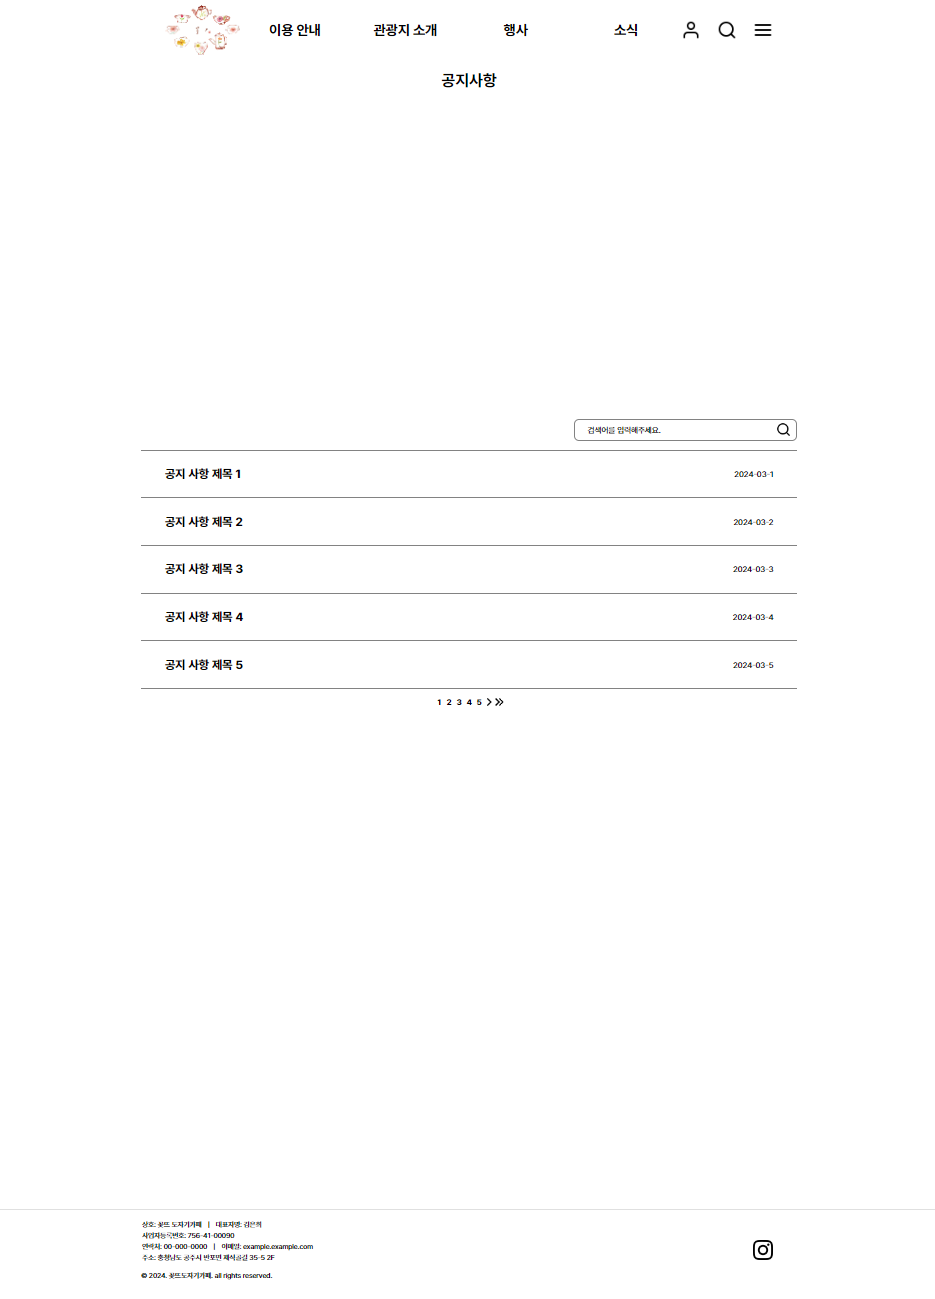 이용 안내
관광지 소개
행사
소식
공지사항
검색어를 입력해주세요.
공지 사항 제목 1 2024-03-1
공지 사항 제목 2 2024-03-2
공지 사항 제목 3 2024-03-3
공지 사항 제목 4 2024-03-4
공지 사항 제목 5 2024-03-5
1 2 3 4 5
상호: 꽃뜨 도자기카페 | 대표자명: 김은희
사업자등록번호: 756-41-00090
연락처: 00-000-0000 | 이메일: example.example.com
주소: 충청남도 공주시 반포면 35-5 2F
© 2024. 꽃뜨도자기카페. all rights reserved.